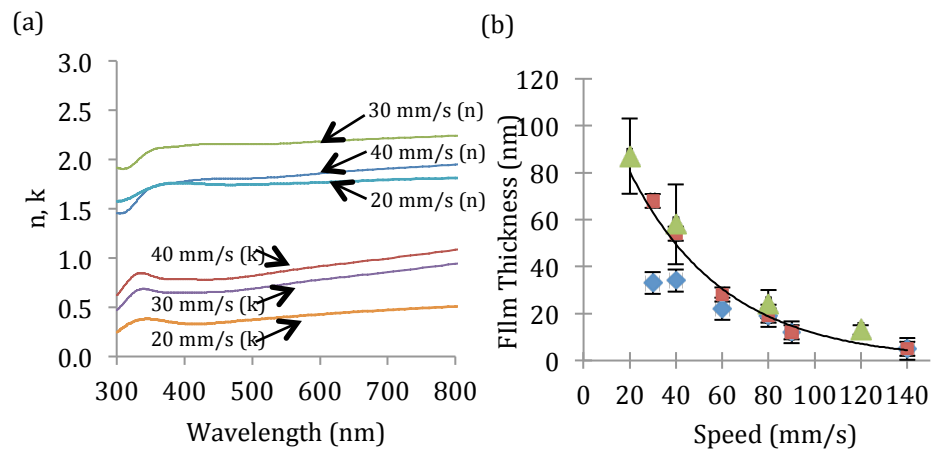 (a)
3.0
2.5
2.0
1.5
1.0
0.5
0.0
n, k
30 mm/s (n)
40 mm/s (n)
20 mm/s (n)
40 mm/s (k)
30 mm/s (k)
20 mm/s (k)
300 400 500 600 700 800
Wavelength (nm)
(b)
120
100
80
60
40
20
0
FIlm Thickness (nm)
0 20 40 60 80 100 120 140
Speed (mm/s)